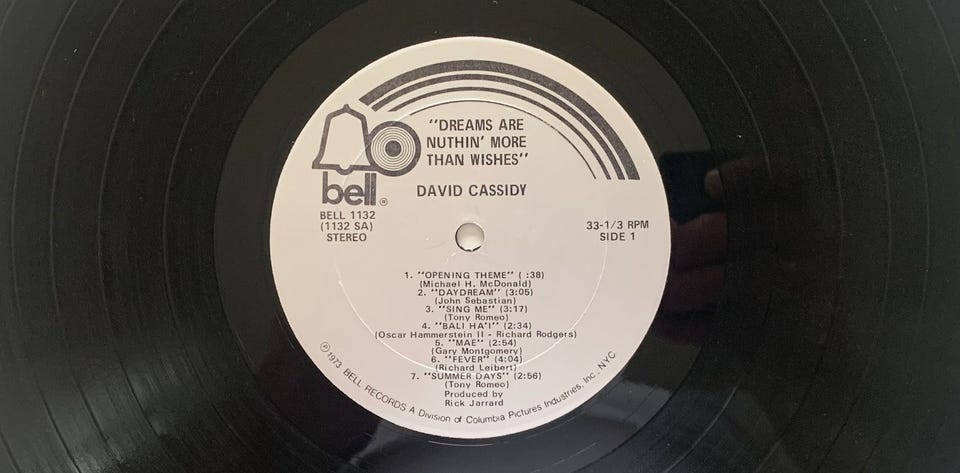 "DREAMS ARE
NUTHIN' MORE
THAN WISHES"
DAVID CASSIDY
bell®
BELL 1132
(1132 SA)
STEREO
33-1/3 RPM
SIDE 1
1. "OPENING THEME" ( :38)
(Michael H. McDonald)
2. "DAYDREAM" (3:05)
(John Sebastian)
3. "SING ME" (3:17)
(Tony Romeo)
4. "BALI HA'I" (2:34)
(Oscar Hammerstein II - Richard Rodgers)
5. "MAE" (2:54)
(Gary Montgomery)
6. "FEVER" (4:04)
(Richard Leibert)
7. "SUMMER DAYS" (2:56)
(Tony Romeo)
Produced by
Rick Jarrard
℗1973 BELL RECORDS A Division of Columbia Pictures Industries, Inc. NYC